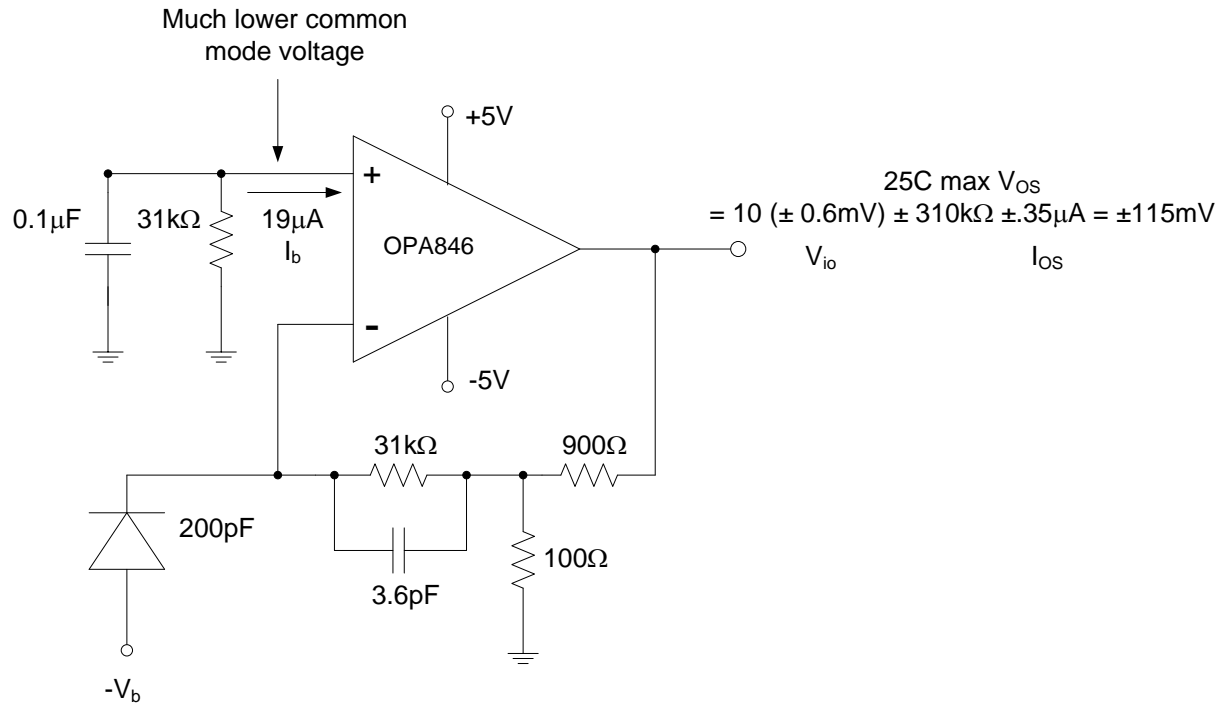 Much lower common
mode voltage
+5V
+
0.1μF
31kΩ
19μA
I_b
OPA846
25C max V_OS
= 10 (± 0.6mV) ± 310kΩ ±.35μA = ±115mV
V_io
I_OS
-
-5V
31kΩ
900Ω
200pF
3.6pF
100Ω
-V_b